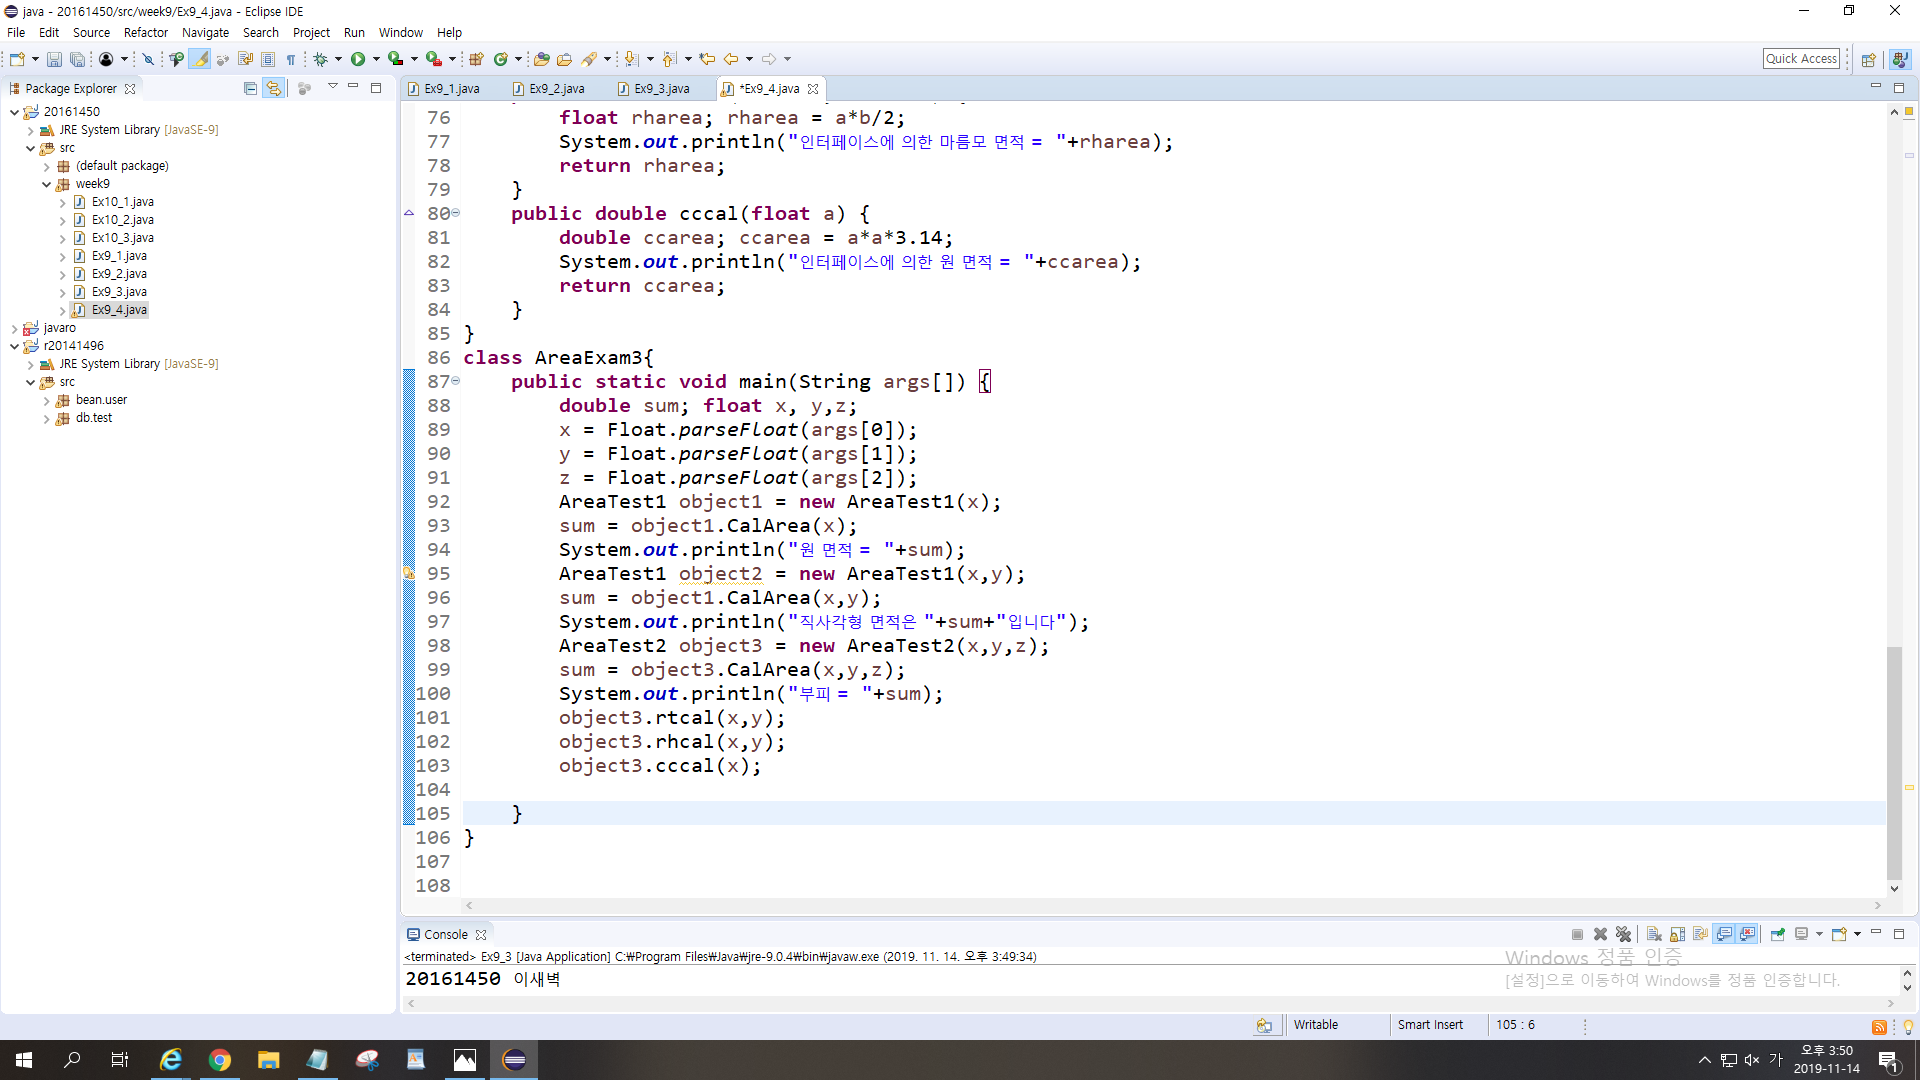 java - 20161450/src/week9/Ex9_4.java - Eclipse IDE
File Edit Source Refactor Navigate Search Project Run Window Help
Quick Access
Package Explorer
20161450
JRE System Library [JavaSE-9]
src
(default package)
week9
Ex10_1.java
Ex10_2.java
Ex10_3.java
Ex9_1.java
Ex9_2.java
Ex9_3.java
Ex9_4.java
javaro
r20141496
JRE System Library [JavaSE-9]
src
bean.user
db.test
Ex9_1.java Ex9_2.java Ex9_3.java *Ex9_4.java
76 float rharea; rharea = a*b/2;
77 System.out.println("인터페이스에 의한 마름모 면적 = "+rharea);
78 return rharea;
79 }
80 public double cccal(float a) {
81 double ccarea; ccarea = a*a*3.14;
82 System.out.println("인터페이스에 의한 원 면적 = "+ccarea);
83 return ccarea;
84 }
85 }
86 class AreaExam3{
87 public static void main(String args[]) {
88 double sum; float x, y,z;
89 x = Float.parseFloat(args[0]);
90 y = Float.parseFloat(args[1]);
91 z = Float.parseFloat(args[2]);
92 AreaTest1 object1 = new AreaTest1(x);
93 sum = object1.CalArea(x);
94 System.out.println("원 면적 = "+sum);
95 AreaTest1 object2 = new AreaTest1(x,y);
96 sum = object1.CalArea(x,y);
97 System.out.println("직사각형 면적은 "+sum+"입니다");
98 AreaTest2 object3 = new AreaTest2(x,y,z);
99 sum = object3.CalArea(x,y,z);
100 System.out.println("부피 = "+sum);
101 object3.rtcal(x,y);
102 object3.rhcal(x,y);
103 object3.cccal(x);
104
105 }
106 }
107
108
Console
<terminated> Ex9_3 [Java Application] C:₩Program Files₩Java₩jre-9.0.4₩bin₩javaw.exe (2019. 11. 14. 오후 3:49:34)
20161450 이새벽
Windows 정품 인증
[설정]으로 이동하여 Windows를 정품 인증합니다.
Writable Smart Insert 105 : 6
가 오후 3:50
2019-11-14
1